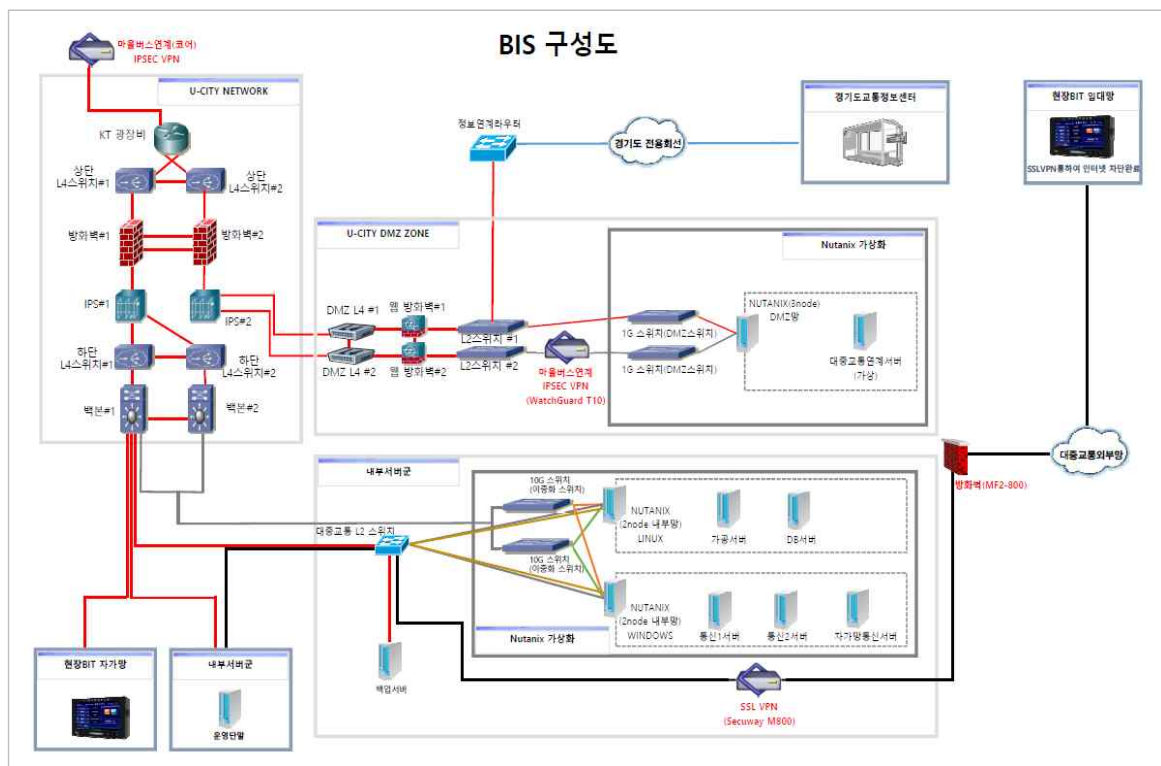 BIS 구성도
마을버스연계(코어)
IPSEC VPN
U-CITY NETWORK
KT 광장비
상단
L4스위치#1
상단
L4스위치#2
방화벽#1
방화벽#2
IPS#1
IPS#2
하단
L4스위치#1
하단
L4스위치#2
백본#1
백본#2
정보연계라우터
경기도 전용회선
경기도교통정보센터
현장BIT 임대망
SSLVPN통하여 인터넷 차단완료
U-CITY DMZ ZONE
DMZ L4 #1
웹 방화벽#1
L2스위치 #1
DMZ L4 #2
웹 방화벽#2
L2스위치 #2
마을버스연계
IPSEC VPN
(WatchGuard T10)
Nutanix 가상화
1G 스위치(DMZ스위치)
1G 스위치(DMZ스위치)
NUTANIX(3node)
DMZ망
대중교통연계서버
(가상)
대중교통외부망
방화벽(MF2-800)
내부서버군
대중교통 L2 스위치
10G 스위치
(이중화 스위치)
10G 스위치
(이중화 스위치)
NUTANIX
(2node 내부망)
LINUX
가공서버
DB서버
NUTANIX
(2node 내부망)
WINDOWS
통신1서버
통신2서버
자가망통신서버
Nutanix 가상화
백업서버
SSL VPN
(Secuway M800)
현장BIT 자가망
내부서버군
운영단말